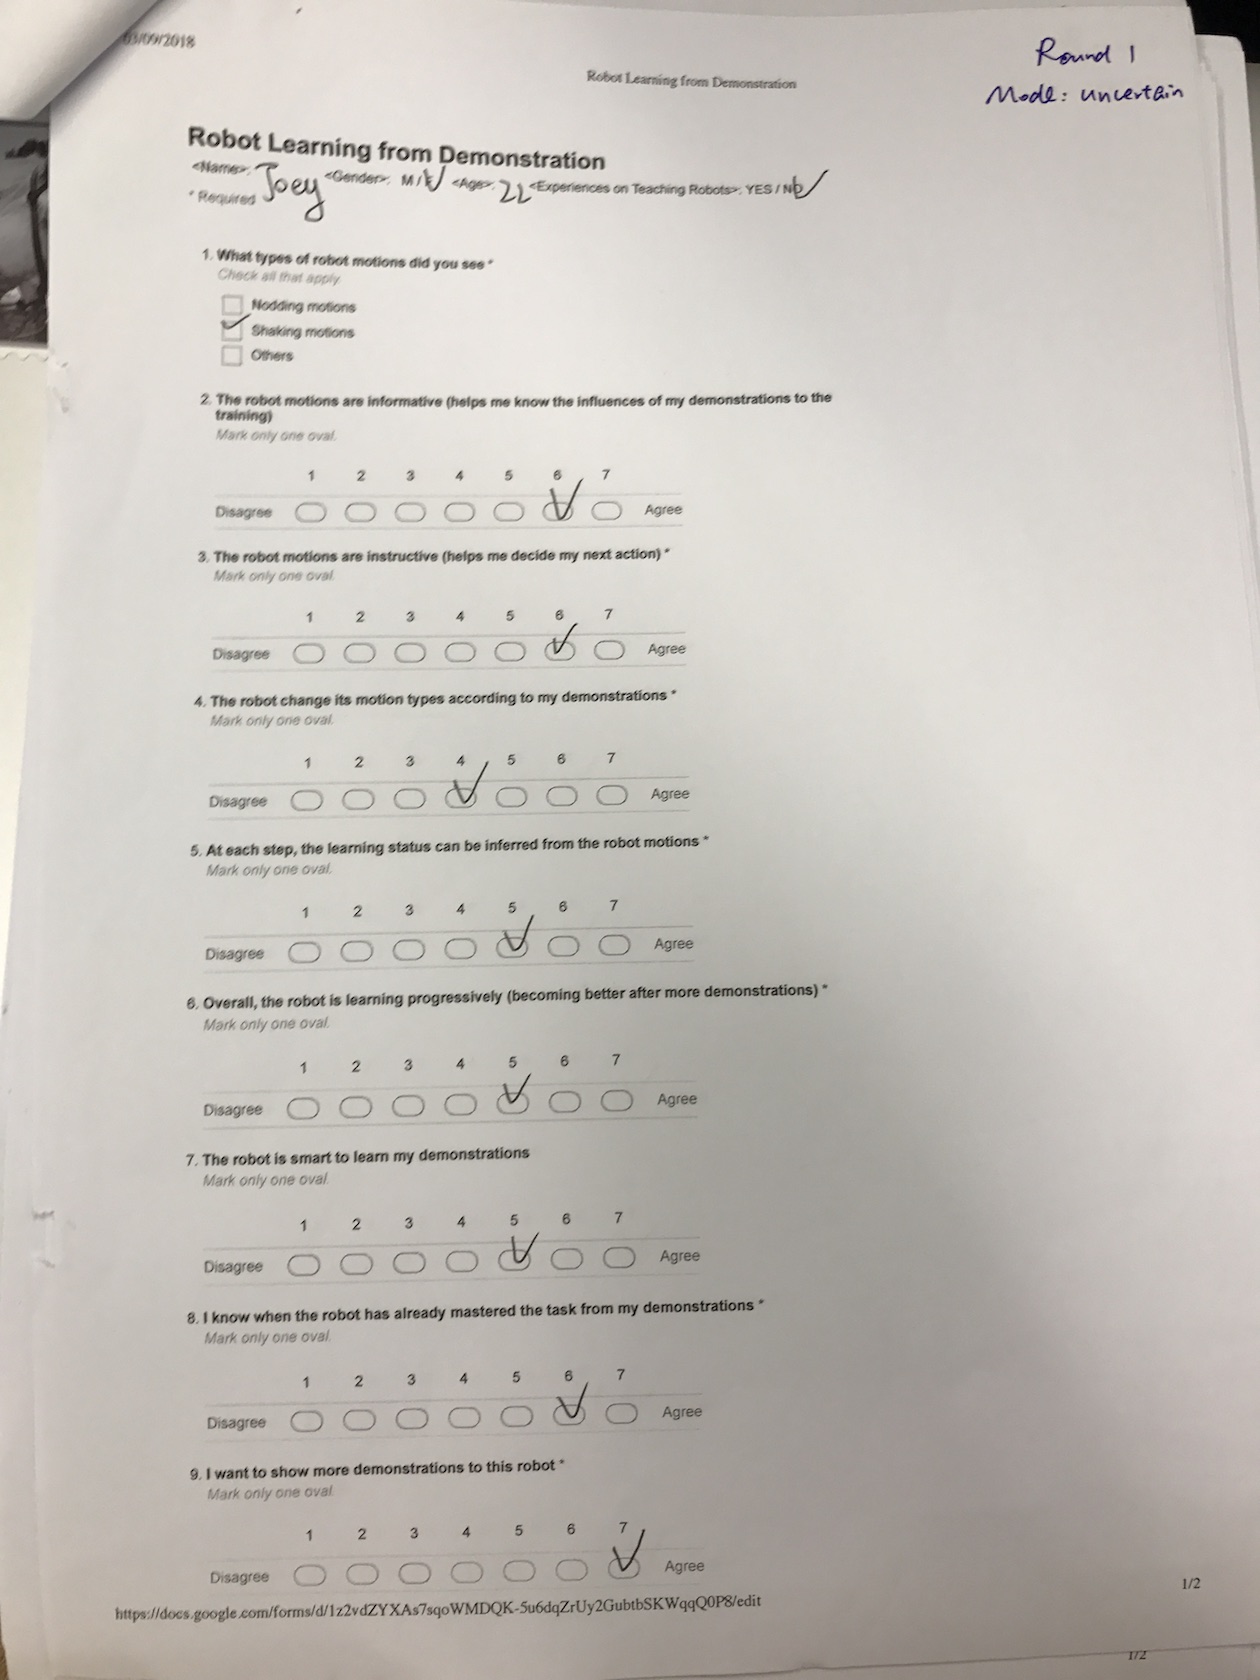 03/09/2018
Robot Learning from Demonstration
Round 1
Mode: uncertain
Robot Learning from Demonstration
<Name>: Joey <Gender>: M / F <Age>: 22 <Experiences on Teaching Robots>: YES / NO
* Required
1. What types of robot motions did you see *
Check all that apply.
Nodding motions
Shaking motions
Others
2. The robot motions are informative (helps me know the influences of my demonstrations to the
training)
Mark only one oval.
1 2 3 4 5 6 7
Disagree Agree
3. The robot motions are instructive (helps me decide my next action) *
Mark only one oval.
1 2 3 4 5 6 7
Disagree Agree
4. The robot change its motion types according to my demonstrations *
Mark only one oval.
1 2 3 4 5 6 7
Disagree Agree
5. At each step, the learning status can be inferred from the robot motions *
Mark only one oval.
1 2 3 4 5 6 7
Disagree Agree
6. Overall, the robot is learning progressively (becoming better after more demonstrations) *
Mark only one oval.
1 2 3 4 5 6 7
Disagree Agree
7. The robot is smart to learn my demonstrations
Mark only one oval.
1 2 3 4 5 6 7
Disagree Agree
8. I know when the robot has already mastered the task from my demonstrations *
Mark only one oval.
1 2 3 4 5 6 7
Disagree Agree
9. I want to show more demonstrations to this robot *
Mark only one oval.
1 2 3 4 5 6 7
Disagree Agree
https://docs.google.com/forms/d/1z2vdZYXAs7sqoWMDQK-5u6dqZrUy2GubtbSKWqqQ0P8/edit
1/2
1/2